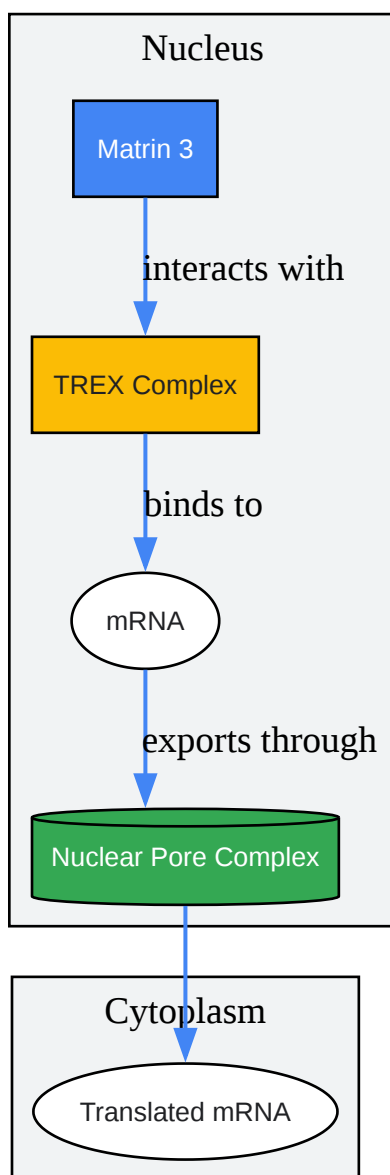 Nucleus
Matrin 3
interacts with
TREX Complex
binds to
mRNA
exports through
Nuclear Pore Complex
Cytoplasm
Translated mRNA